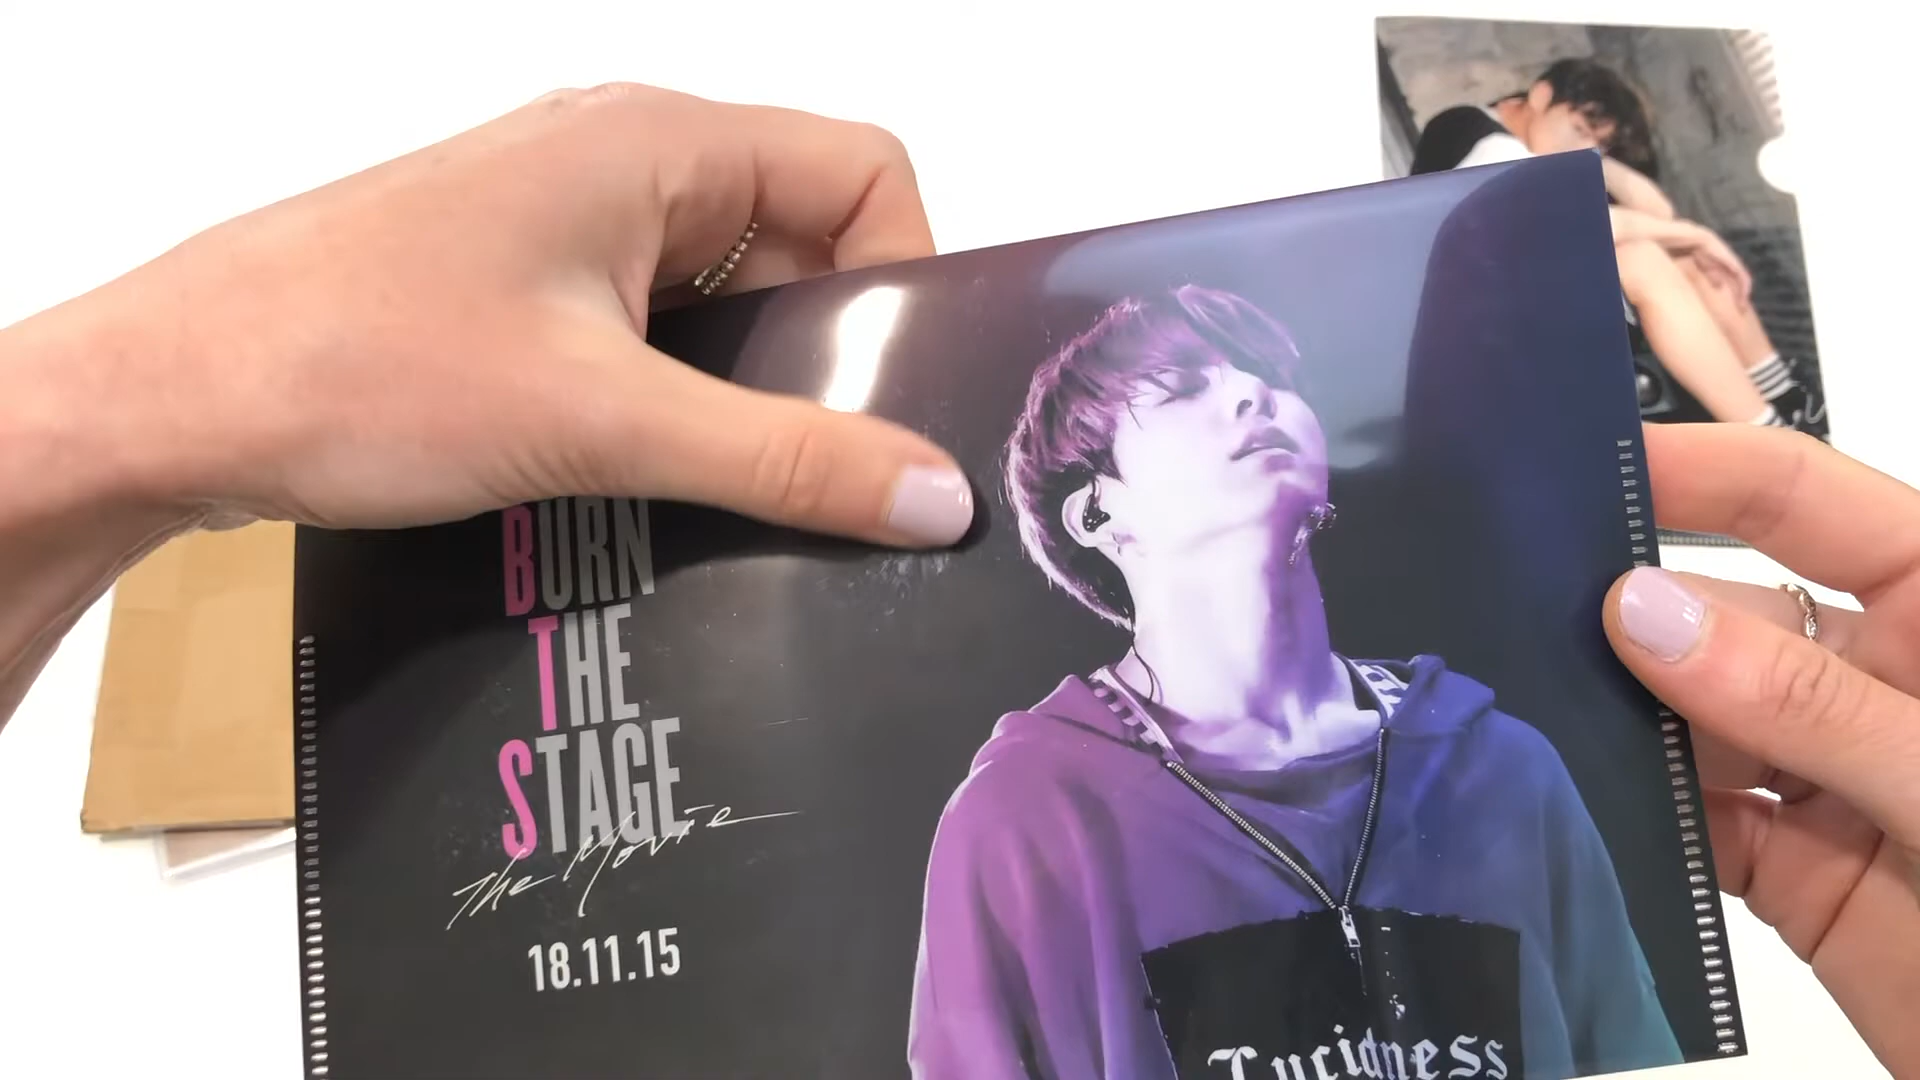 BURN
THE
STAGE
The Movie
18.11.15
Lucidness